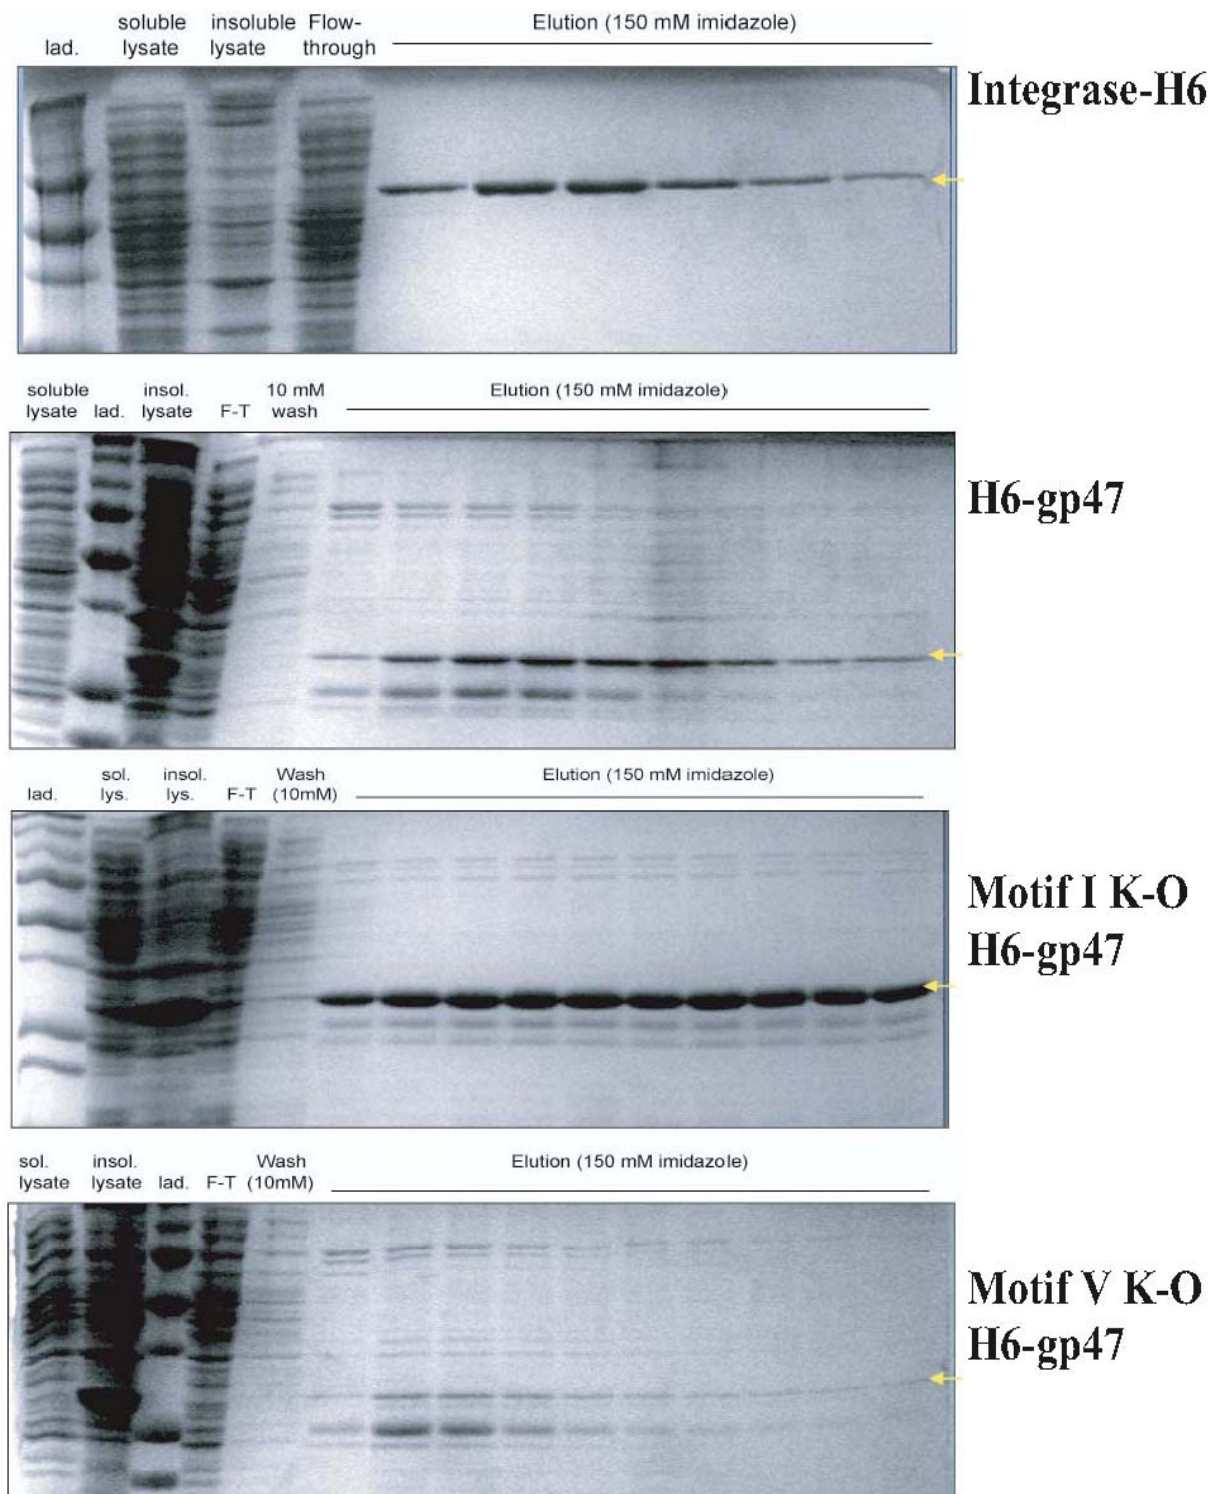 lad.
soluble
lysate
insoluble
lysate
Flow-
through
Elution (150 mM imidazole)
Integrase-H6
soluble
lysate
lad.
insol.
lysate
F-T
10 mM
wash
Elution (150 mM imidazole)
H6-gp47
lad.
sol.
lys.
insol.
lys.
F-T
Wash
(10mM)
Elution (150 mM imidazole)
Motif I K-O
H6-gp47
sol.
lysate
insol.
lysate
lad.
F-T
Wash
(10mM)
Elution (150 mM imidazole)
Motif V K-O
H6-gp47